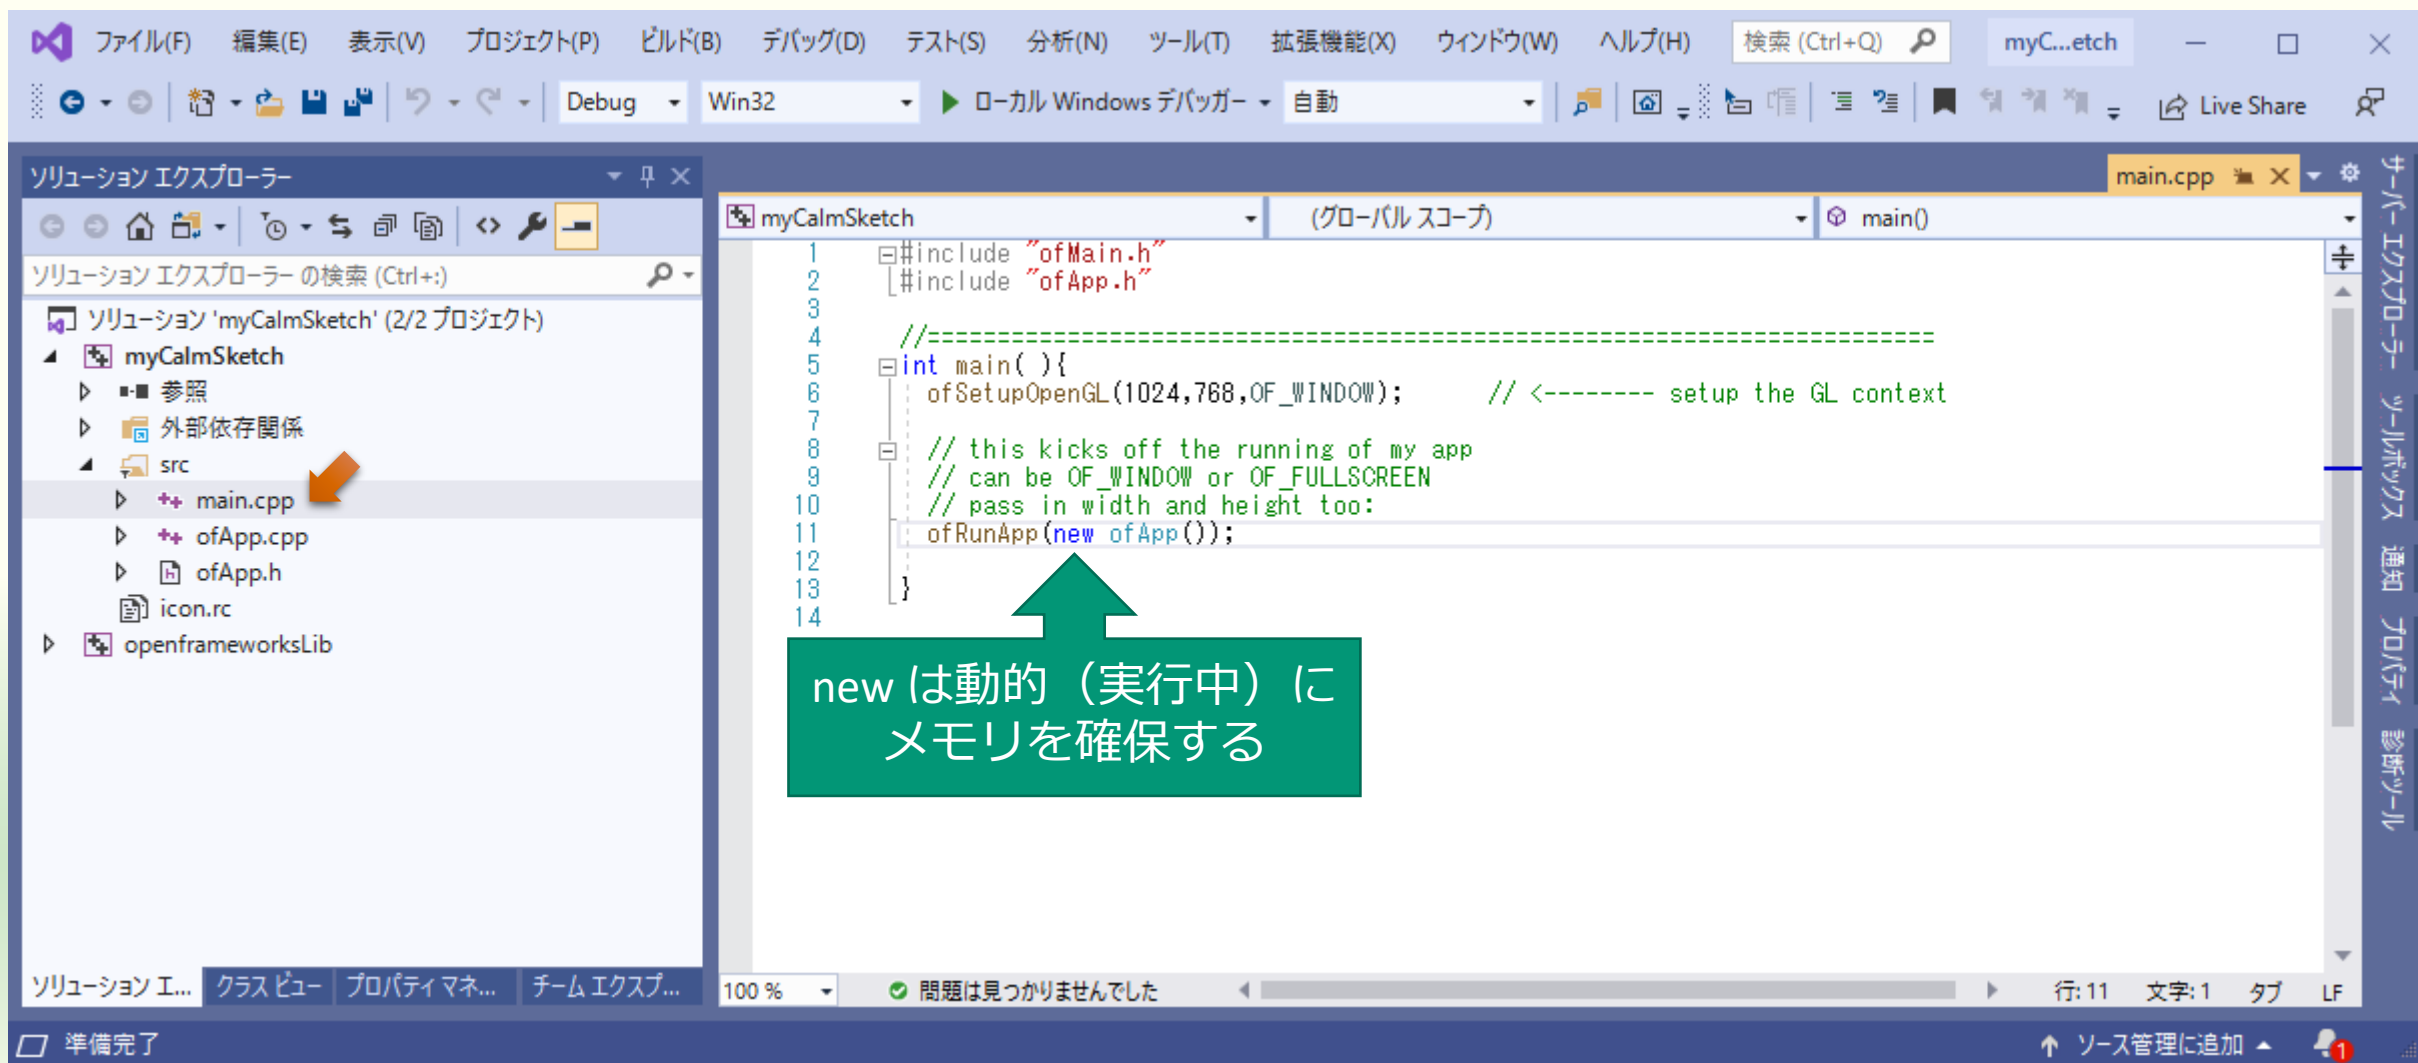 ファイル(F) 編集(E) 表示(V) プロジェクト(P) ビルド(B) デバッグ(D) テスト(S) 分析(N) ツール(T) 拡張機能(X) ウィンドウ(W) ヘルプ(H) 検索 (Ctrl+Q) myC...etch
Debug Win32 ローカル Windows デバッガー 自動 Live Share
ソリューション エクスプローラー
ソリューション エクスプローラー の検索 (Ctrl+:)
ソリューション 'myCalmSketch' (2/2 プロジェクト)
myCalmSketch
参照
外部依存関係
src
main.cpp
ofApp.cpp
ofApp.h
icon.rc
openframeworksLib
ソリューション エ... クラス ビュー プロパティ マネ... チーム エクスプ...
main.cpp
myCalmSketch (グローバル スコープ) main()
1 #include "ofMain.h"
2 #include "ofApp.h"
3
4 //========================================================================
5 int main( ){
6 ofSetupOpenGL(1024,768,OF_WINDOW); // <-------- setup the GL context
7
8 // this kicks off the running of my app
9 // can be OF_WINDOW or OF_FULLSCREEN
10 // pass in width and height too:
11 ofRunApp(new ofApp());
12
13 }
14
new は動的（実行中）に
メモリを確保する
100 % 問題は見つかりませんでした 行: 11 文字: 1 タブ LF
サーバー エクスプローラー
ツールボックス
通知
プロパティ
診断ツール
準備完了 ソース管理に追加 1